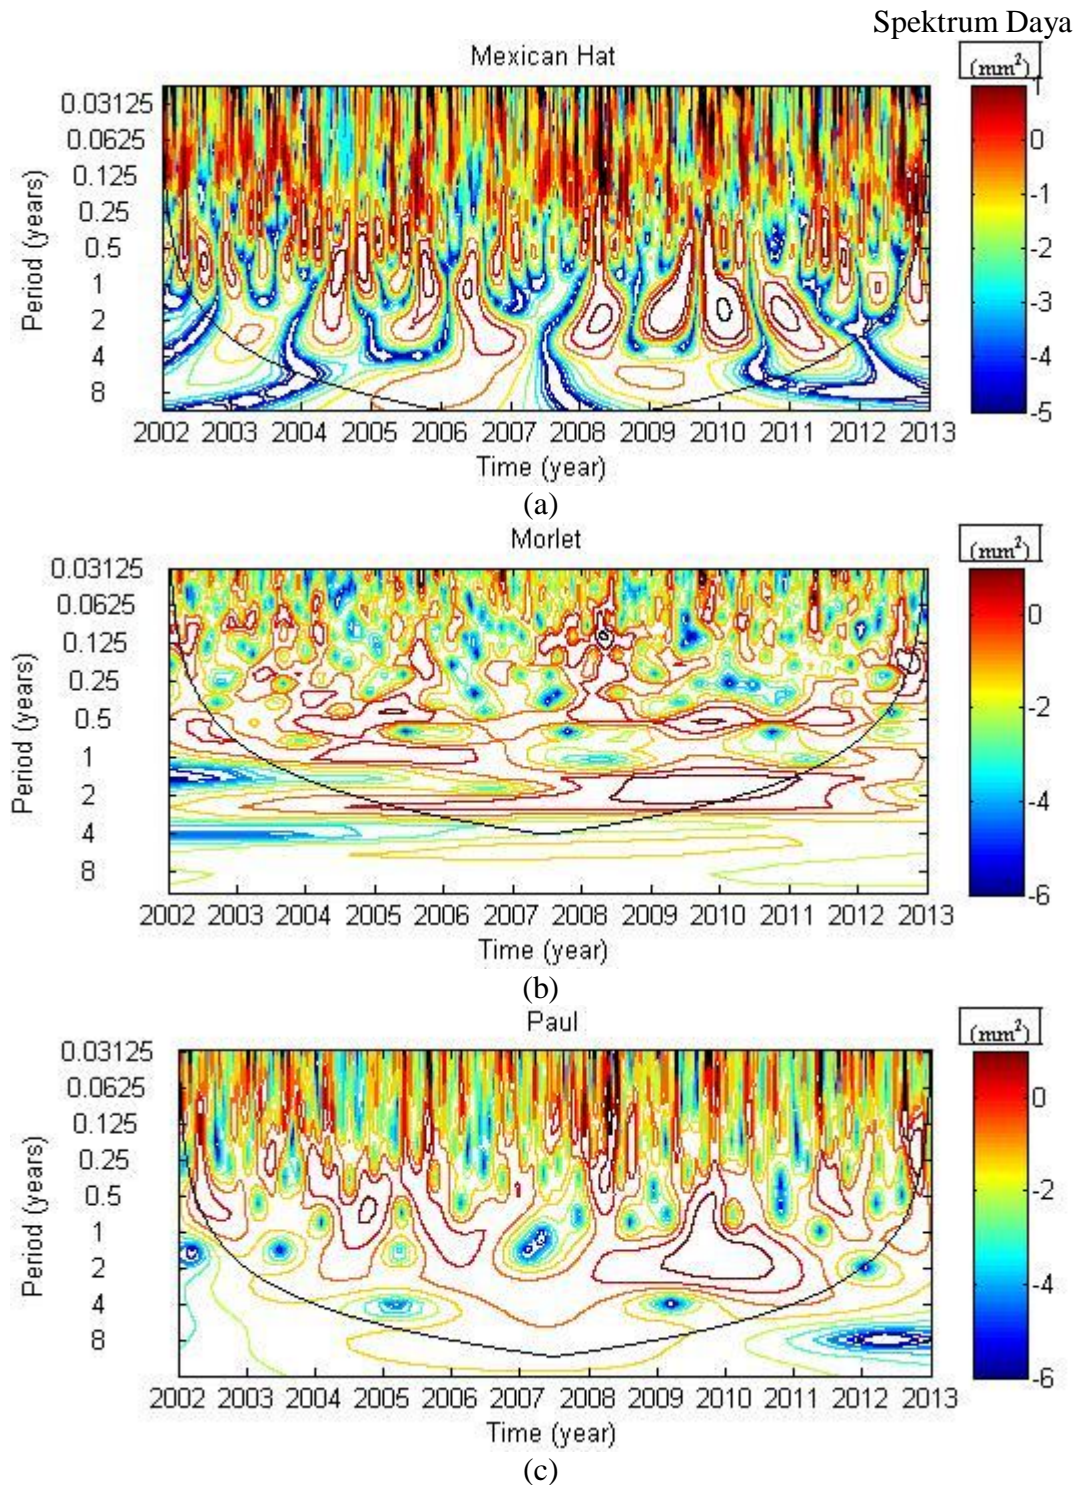 Spektrum Daya
Mexican Hat
(mm²)
0.03125
0.0625
0.125
0.25
0.5
1
2
4
8
Period (years)
2002 2003 2004 2005 2006 2007 2008 2009 2010 2011 2012 2013
Time (year)
1
0
-1
-2
-3
-4
-5
(a)
Morlet
(mm²)
0.03125
0.0625
0.125
0.25
0.5
1
2
4
8
Period (years)
2002 2003 2004 2005 2006 2007 2008 2009 2010 2011 2012 2013
Time (year)
0
-2
-4
-6
(b)
Paul
(mm²)
0.03125
0.0625
0.125
0.25
0.5
1
2
4
8
Period (years)
2002 2003 2004 2005 2006 2007 2008 2009 2010 2011 2012 2013
Time (year)
0
-2
-4
-6
(c)